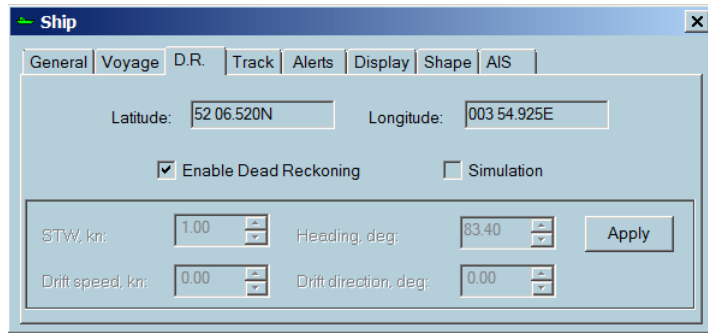 Ship
General Voyage D.R. Track Alerts Display Shape AIS
Latitude: 52 06.520N Longitude: 003 54.925E
Enable Dead Reckoning Simulation
STW, kn: 1.00 Heading, deg: 83.40 Apply
Drift speed, kn: 0.00 Drift direction, deg: 0.00